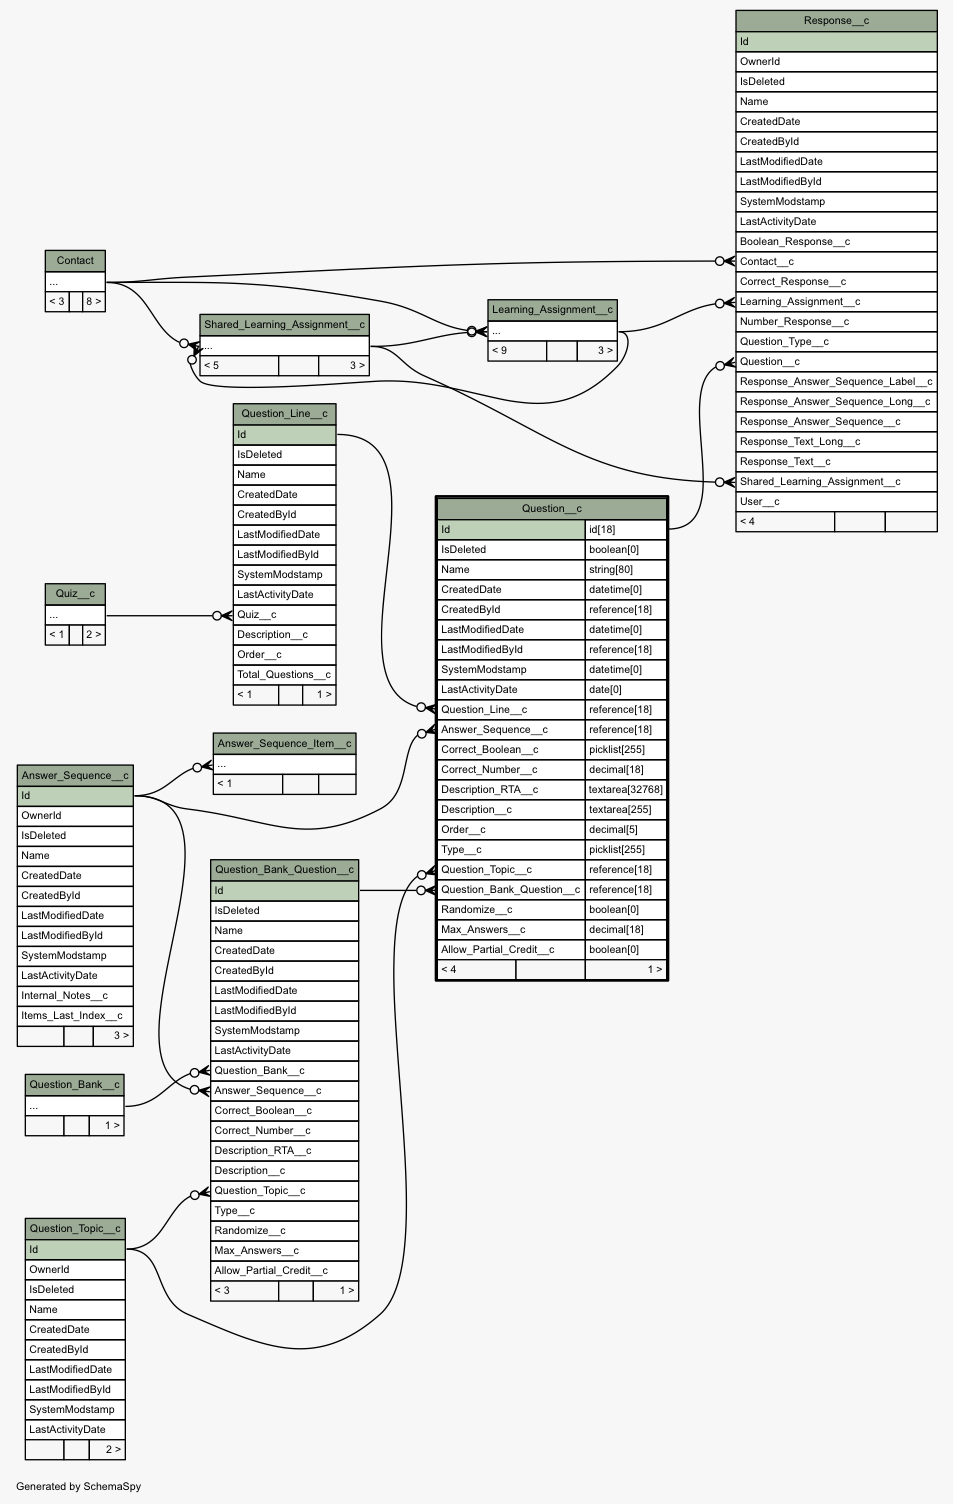 Response__c
Id
OwnerId
IsDeleted
Name
CreatedDate
CreatedById
LastModifiedDate
LastModifiedById
SystemModstamp
LastActivityDate
Boolean_Response__c
Contact__c
Correct_Response__c
Learning_Assignment__c
Number_Response__c
Question_Type__c
Question__c
Response_Answer_Sequence_Label__c
Response_Answer_Sequence_Long__c
Response_Answer_Sequence__c
Response_Text_Long__c
Response_Text__c
Shared_Learning_Assignment__c
User__c
< 4
Contact
...
< 3 8 >
Shared_Learning_Assignment__c
...
< 5 3 >
Learning_Assignment__c
...
< 9 3 >
Question_Line__c
Id
IsDeleted
Name
CreatedDate
CreatedById
LastModifiedDate
LastModifiedById
SystemModstamp
LastActivityDate
Quiz__c
Description__c
Order__c
Total_Questions__c
< 1 1 >
Quiz__c
...
< 1 2 >
Question__c
Id id[18]
IsDeleted boolean[0]
Name string[80]
CreatedDate datetime[0]
CreatedById reference[18]
LastModifiedDate datetime[0]
LastModifiedById reference[18]
SystemModstamp datetime[0]
LastActivityDate date[0]
Question_Line__c reference[18]
Answer_Sequence__c reference[18]
Correct_Boolean__c picklist[255]
Correct_Number__c decimal[18]
Description_RTA__c textarea[32768]
Description__c textarea[255]
Order__c decimal[5]
Type__c picklist[255]
Question_Topic__c reference[18]
Question_Bank_Question__c reference[18]
Randomize__c boolean[0]
Max_Answers__c decimal[18]
Allow_Partial_Credit__c boolean[0]
< 4 1 >
Answer_Sequence_Item__c
...
< 1
Answer_Sequence__c
Id
OwnerId
IsDeleted
Name
CreatedDate
CreatedById
LastModifiedDate
LastModifiedById
SystemModstamp
LastActivityDate
Internal_Notes__c
Items_Last_Index__c
3 >
Question_Bank_Question__c
Id
IsDeleted
Name
CreatedDate
CreatedById
LastModifiedDate
LastModifiedById
SystemModstamp
LastActivityDate
Question_Bank__c
Answer_Sequence__c
Correct_Boolean__c
Correct_Number__c
Description_RTA__c
Description__c
Question_Topic__c
Type__c
Randomize__c
Max_Answers__c
Allow_Partial_Credit__c
< 3 1 >
Question_Bank__c
...
1 >
Question_Topic__c
Id
OwnerId
IsDeleted
Name
CreatedDate
CreatedById
LastModifiedDate
LastModifiedById
SystemModstamp
LastActivityDate
2 >
Generated by SchemaSpy